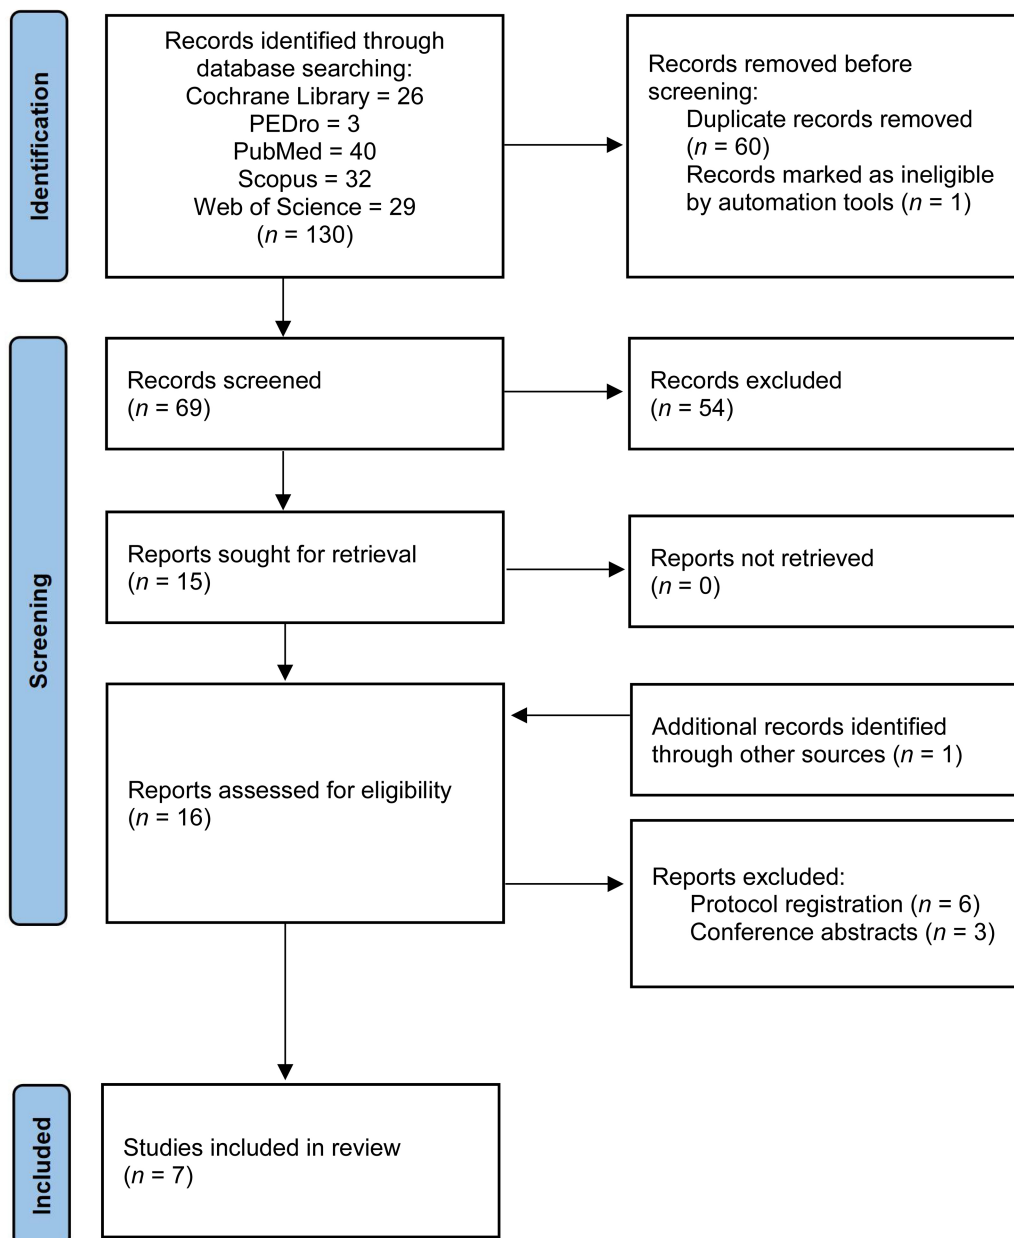 Identification
Records identified through
database searching:
Cochrane Library = 26
PEDro = 3
PubMed = 40
Scopus = 32
Web of Science = 29
(n = 130)
Records removed before
screening:
Duplicate records removed
(n = 60)
Records marked as ineligible
by automation tools (n = 1)
Screening
Records screened
(n = 69)
Records excluded
(n = 54)
Reports sought for retrieval
(n = 15)
Reports not retrieved
(n = 0)
Reports assessed for eligibility
(n = 16)
Additional records identified
through other sources (n = 1)
Reports excluded:
Protocol registration (n = 6)
Conference abstracts (n = 3)
Included
Studies included in review
(n = 7)